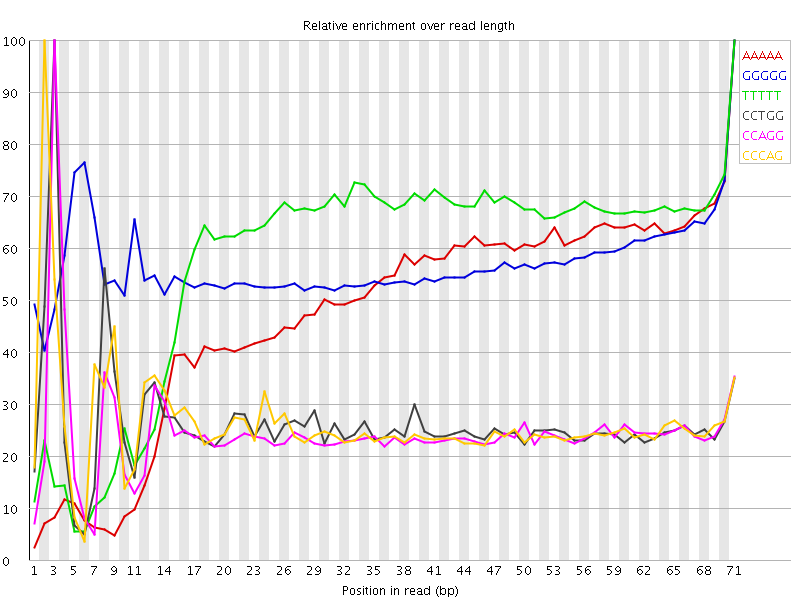 Relative enrichment over read length
100
90
80
70
60
50
40
30
20
10
0
AAAAA
GGGGG
TTTTT
CCTGG
CCAGG
CCCAG
1 3 5 7 9 11 14 17 20 23 26 29 32 35 38 41 44 47 50 53 56 59 62 65 68 71
Position in read (bp)